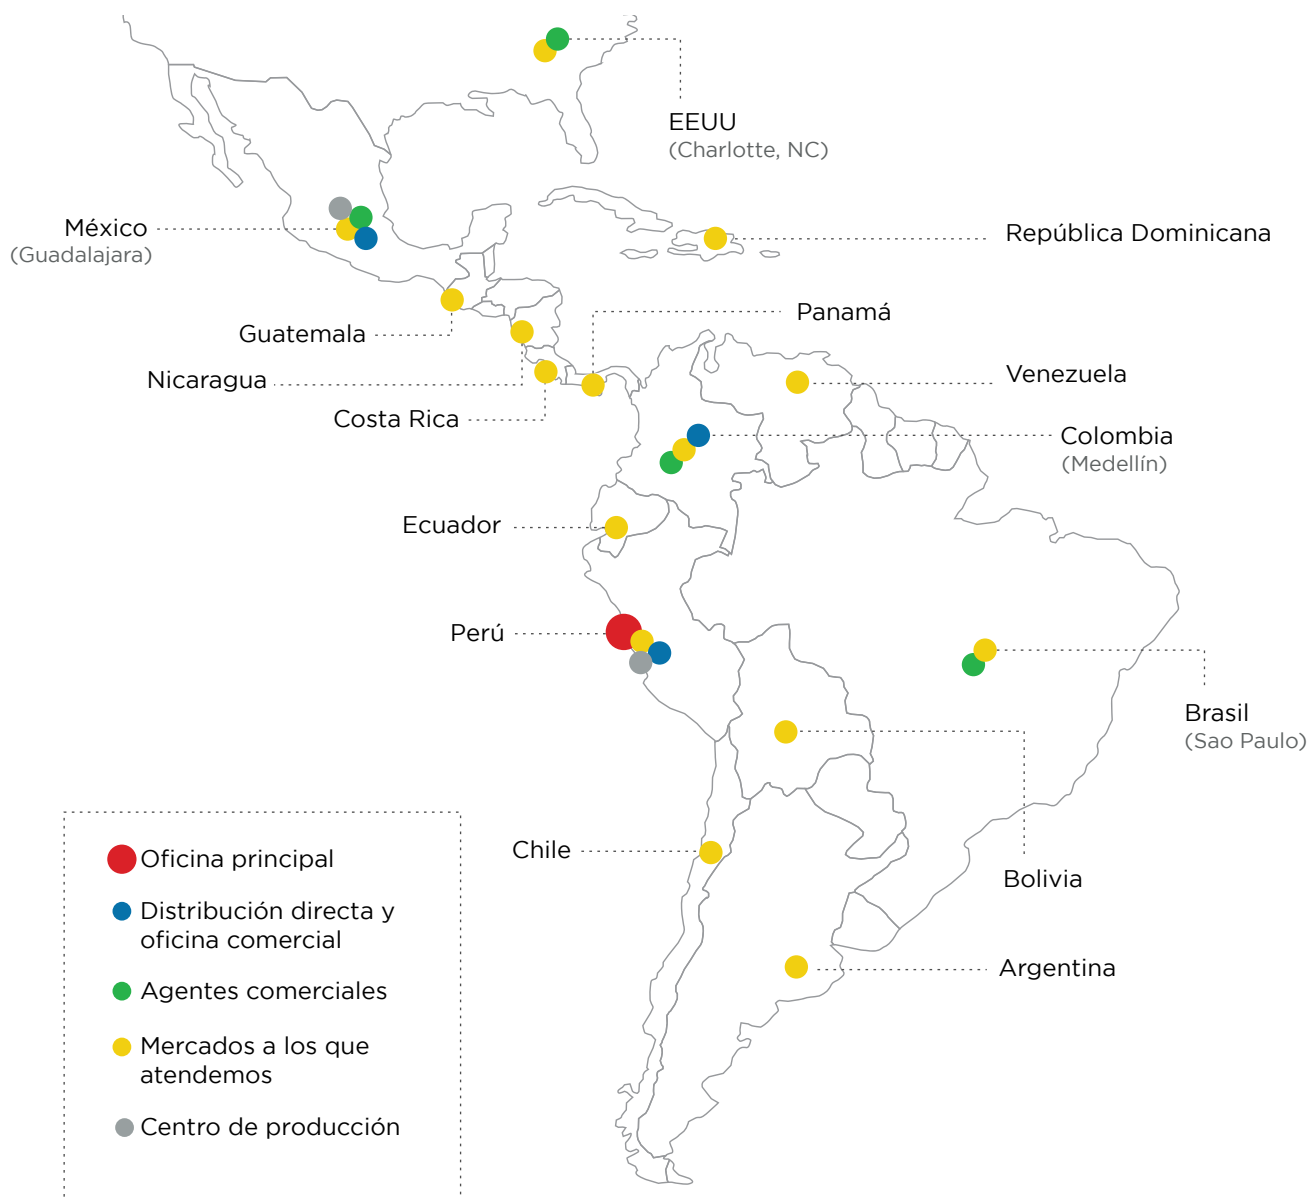 EEUU
(Charlotte, NC)
México
(Guadalajara)
República Dominicana
Panamá
Guatemala
Nicaragua
Venezuela
Costa Rica
Colombia
(Medellín)
Ecuador
Perú
Brasil
(Sao Paulo)
Chile
Bolivia
Argentina
Oficina principal
Distribución directa y
oficina comercial
Agentes comerciales
Mercados a los que
atendemos
Centro de producción